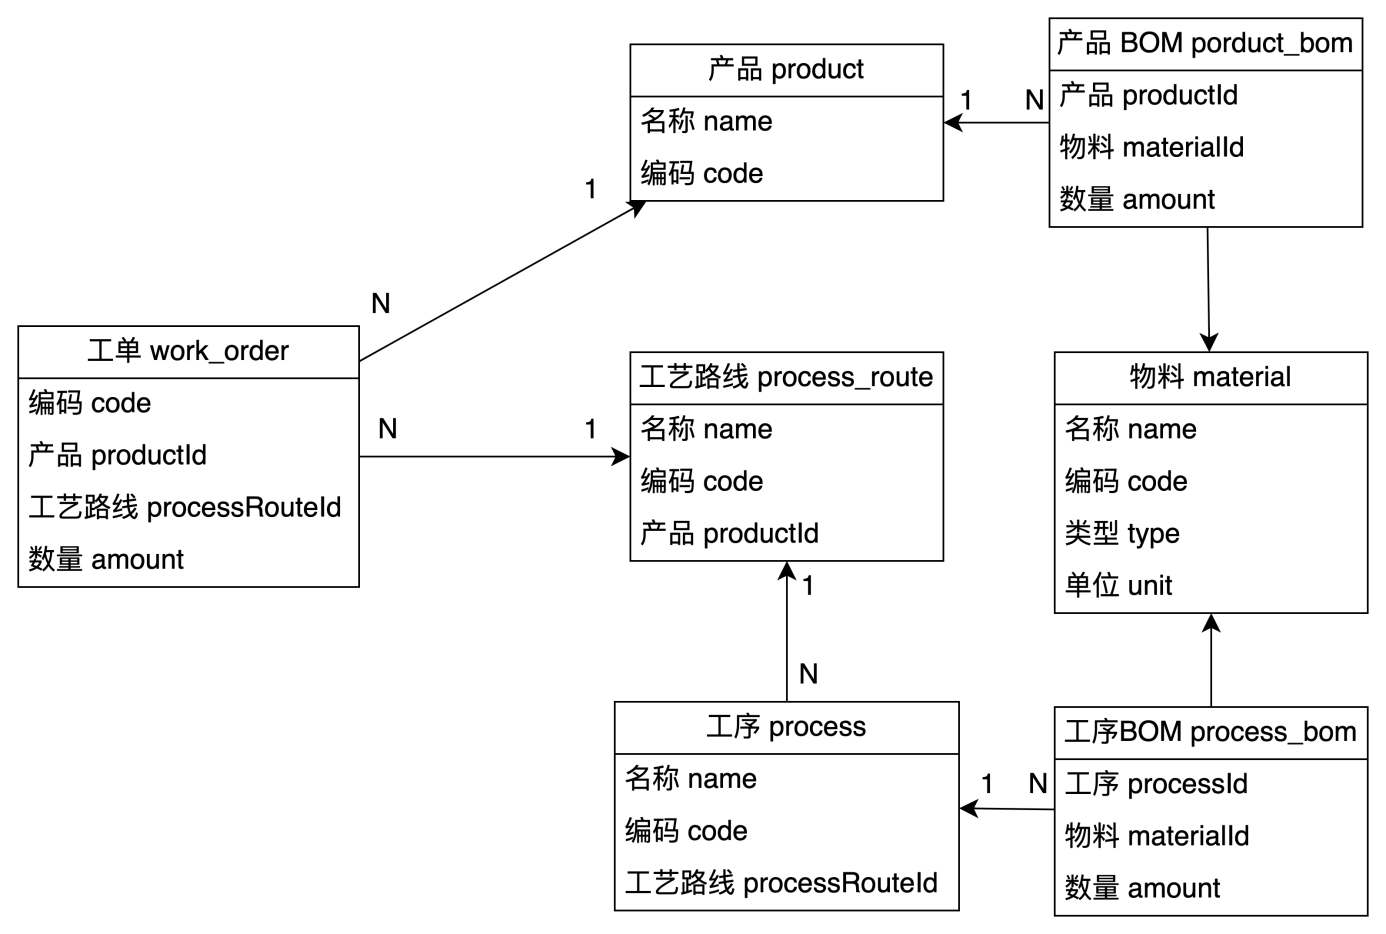 产品 product
名称 name
编码 code
产品 BOM porduct_bom
产品 productId
物料 materialId
数量 amount
1
N
1
N
工单 work_order
编码 code
产品 productId
工艺路线 processRouteId
数量 amount
N
1
工艺路线 process_route
名称 name
编码 code
产品 productId
物料 material
名称 name
编码 code
类型 type
单位 unit
1
N
工序 process
名称 name
编码 code
工艺路线 processRouteId
1
N
工序BOM process_bom
工序 processId
物料 materialId
数量 amount